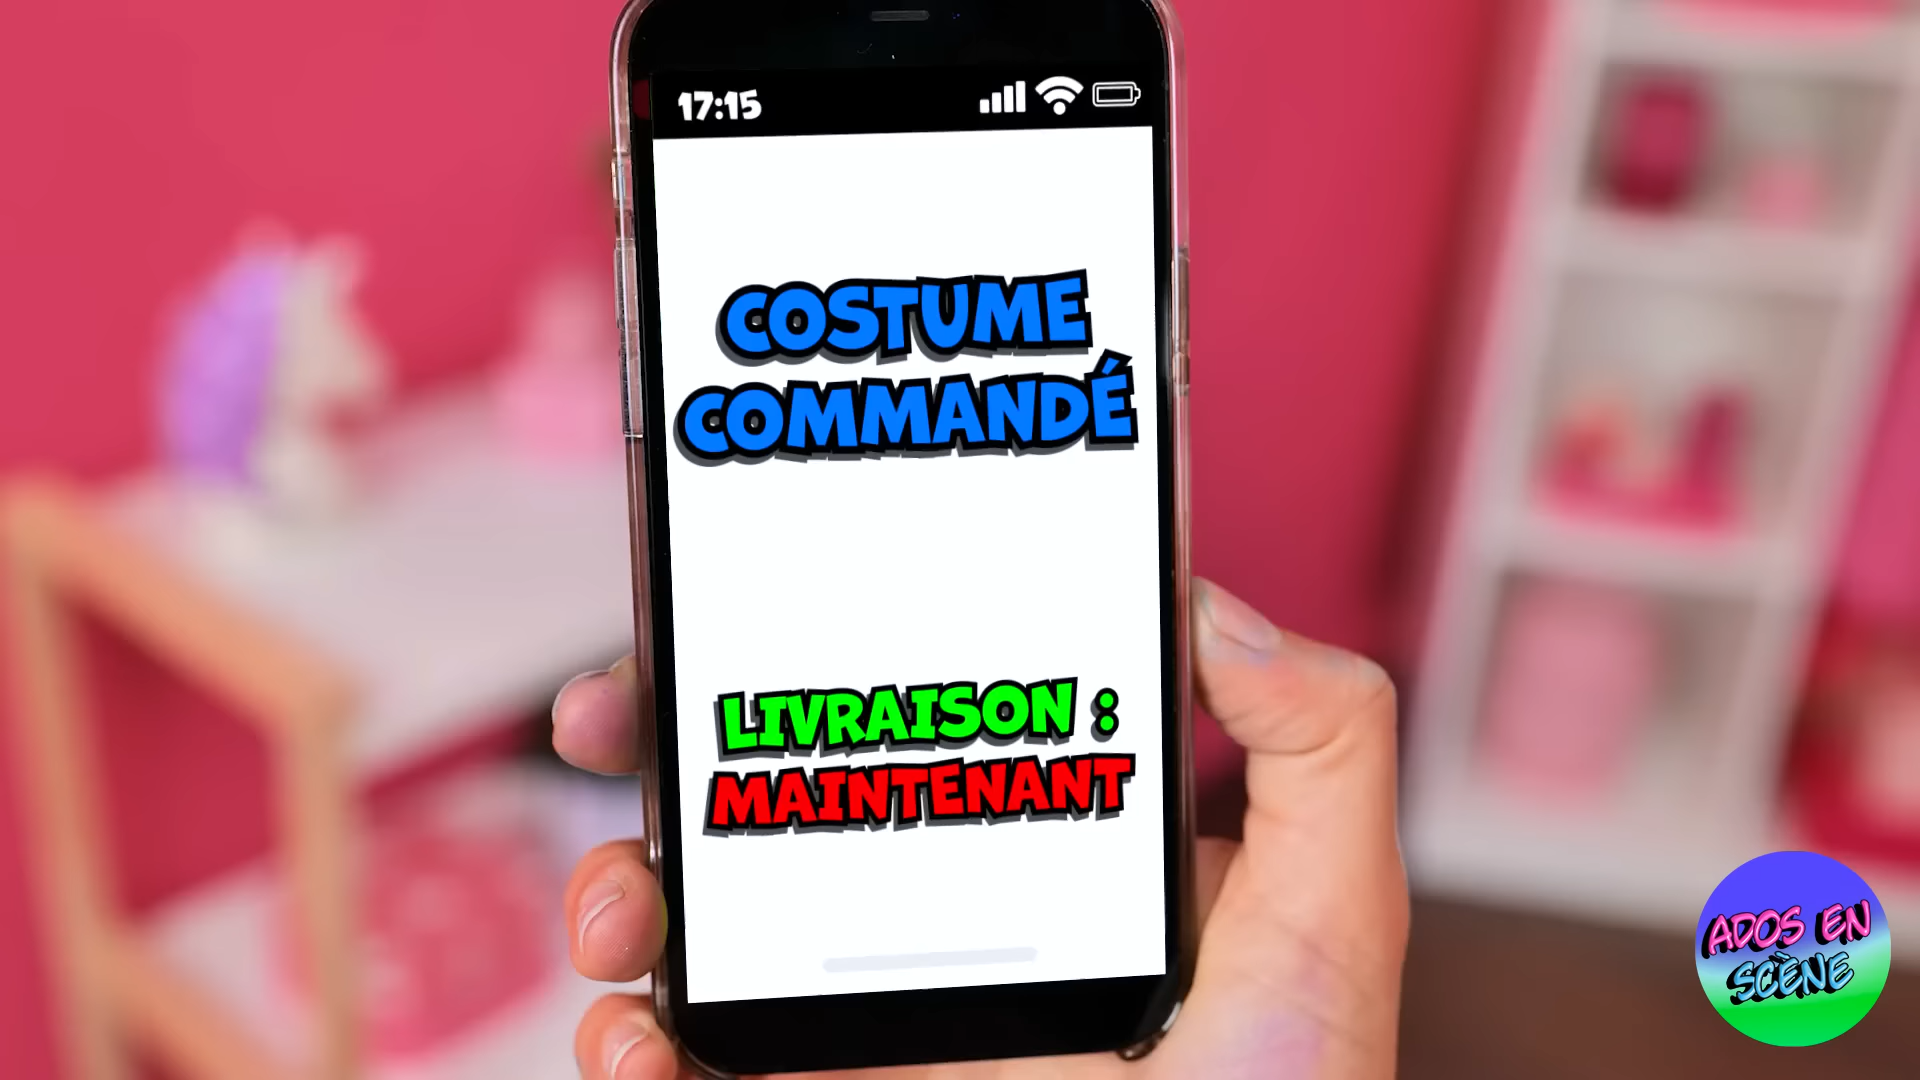 17:15
COSTUME
COMMANDÉ
LIVRAISON :
MAINTENANT
ADOS EN
SCÈNE